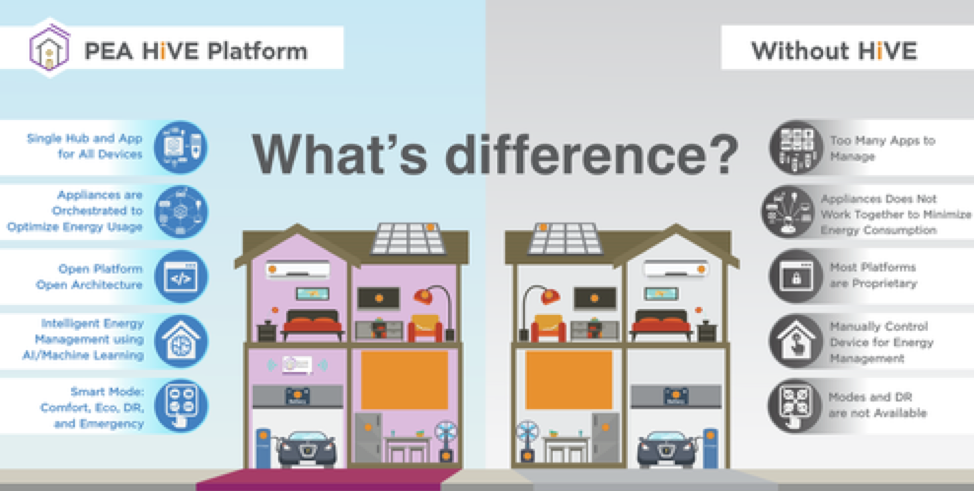 PEA HiVE Platform
Without HiVE
What's difference?
Single Hub and App
for All Devices
Appliances are
Orchestrated to
Optimize Energy Usage
Open Platform
Open Architecture
Intelligent Energy
Management using
AI/Machine Learning
Smart Mode:
Comfort, Eco, DR,
and Emergency
Too Many Apps to
Manage
Appliances Does Not
Work Together to Minimize
Energy Consumption
Most Platforms
are Proprietary
Manually Control
Device for Energy
Management
Modes and DR
are not Available
Battery
Battery